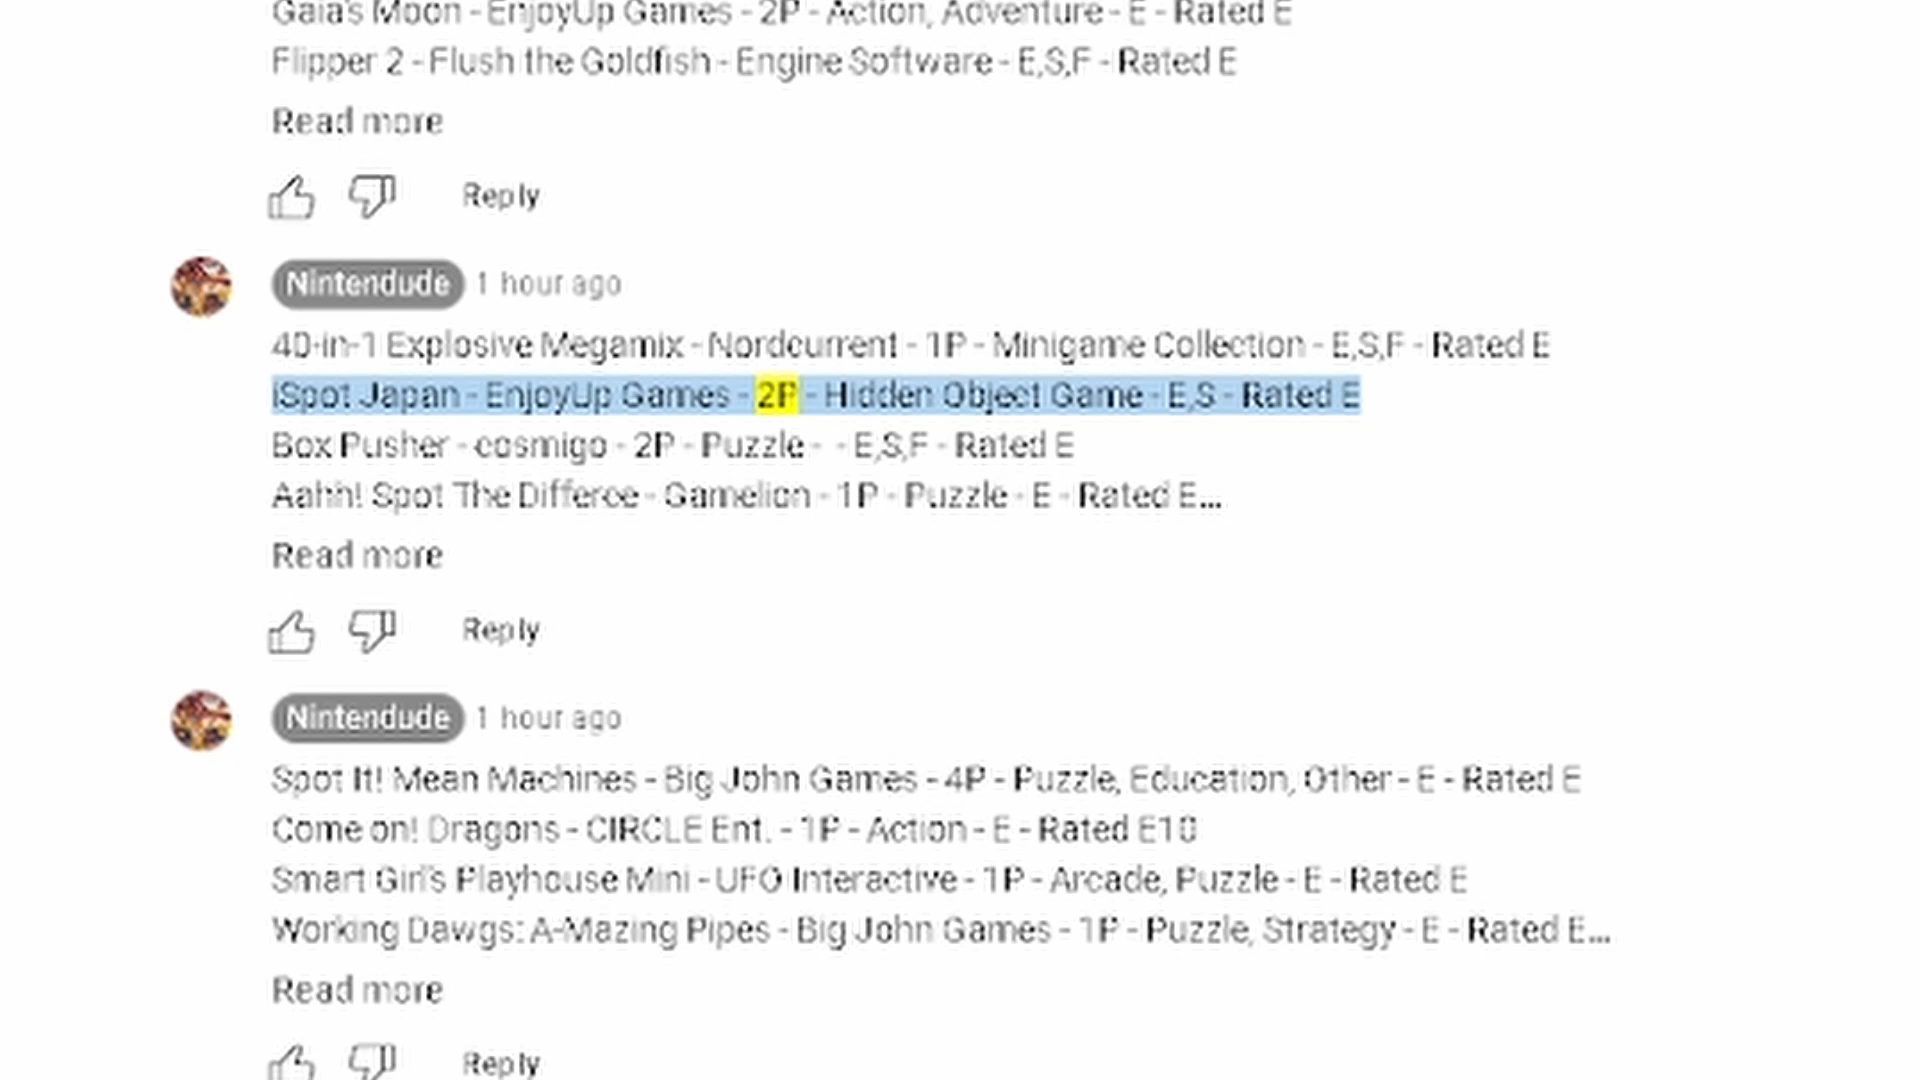 Gaia's Moon - EnjoyUp Games - 2P - Action, Adventure - E - Rated E
Flipper 2 - Flush the Goldfish - Engine Software - E,S,F - Rated E
Read more
Reply
Nintendude 1 hour ago
40-in-1 Explosive Megamix - Nordcurrent - 1P - Minigame Collection - E,S,F - Rated E
iSpot Japan - EnjoyUp Games - 2P - Hidden Object Game - E,S - Rated E
Box Pusher - cosmigo - 2P - Puzzle - - E,S,F - Rated E
Aahh! Spot The Differce - Gamelion - 1P - Puzzle - E - Rated E...
Read more
Reply
Nintendude 1 hour ago
Spot It! Mean Machines - Big John Games - 4P - Puzzle, Education, Other - E - Rated E
Come on! Dragons - CIRCLE Ent. - 1P - Action - E - Rated E10
Smart Girl's Playhouse Mini - UFO Interactive - 1P - Arcade, Puzzle - E - Rated E
Working Dawgs: A-Mazing Pipes - Big John Games - 1P - Puzzle, Strategy - E - Rated E...
Read more
Reply